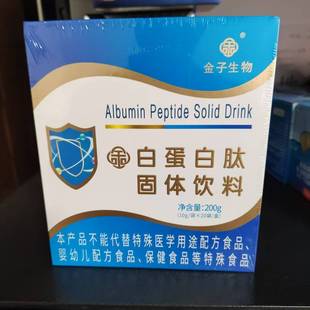 金子生物
Albumin Peptide Solid Drink
白蛋白肽
固体饮料
净含量:200g
(10g/袋×20袋/盒)
本产品不能代替特殊医学用途配方食品、
婴幼儿配方食品、保健食品等特殊食品